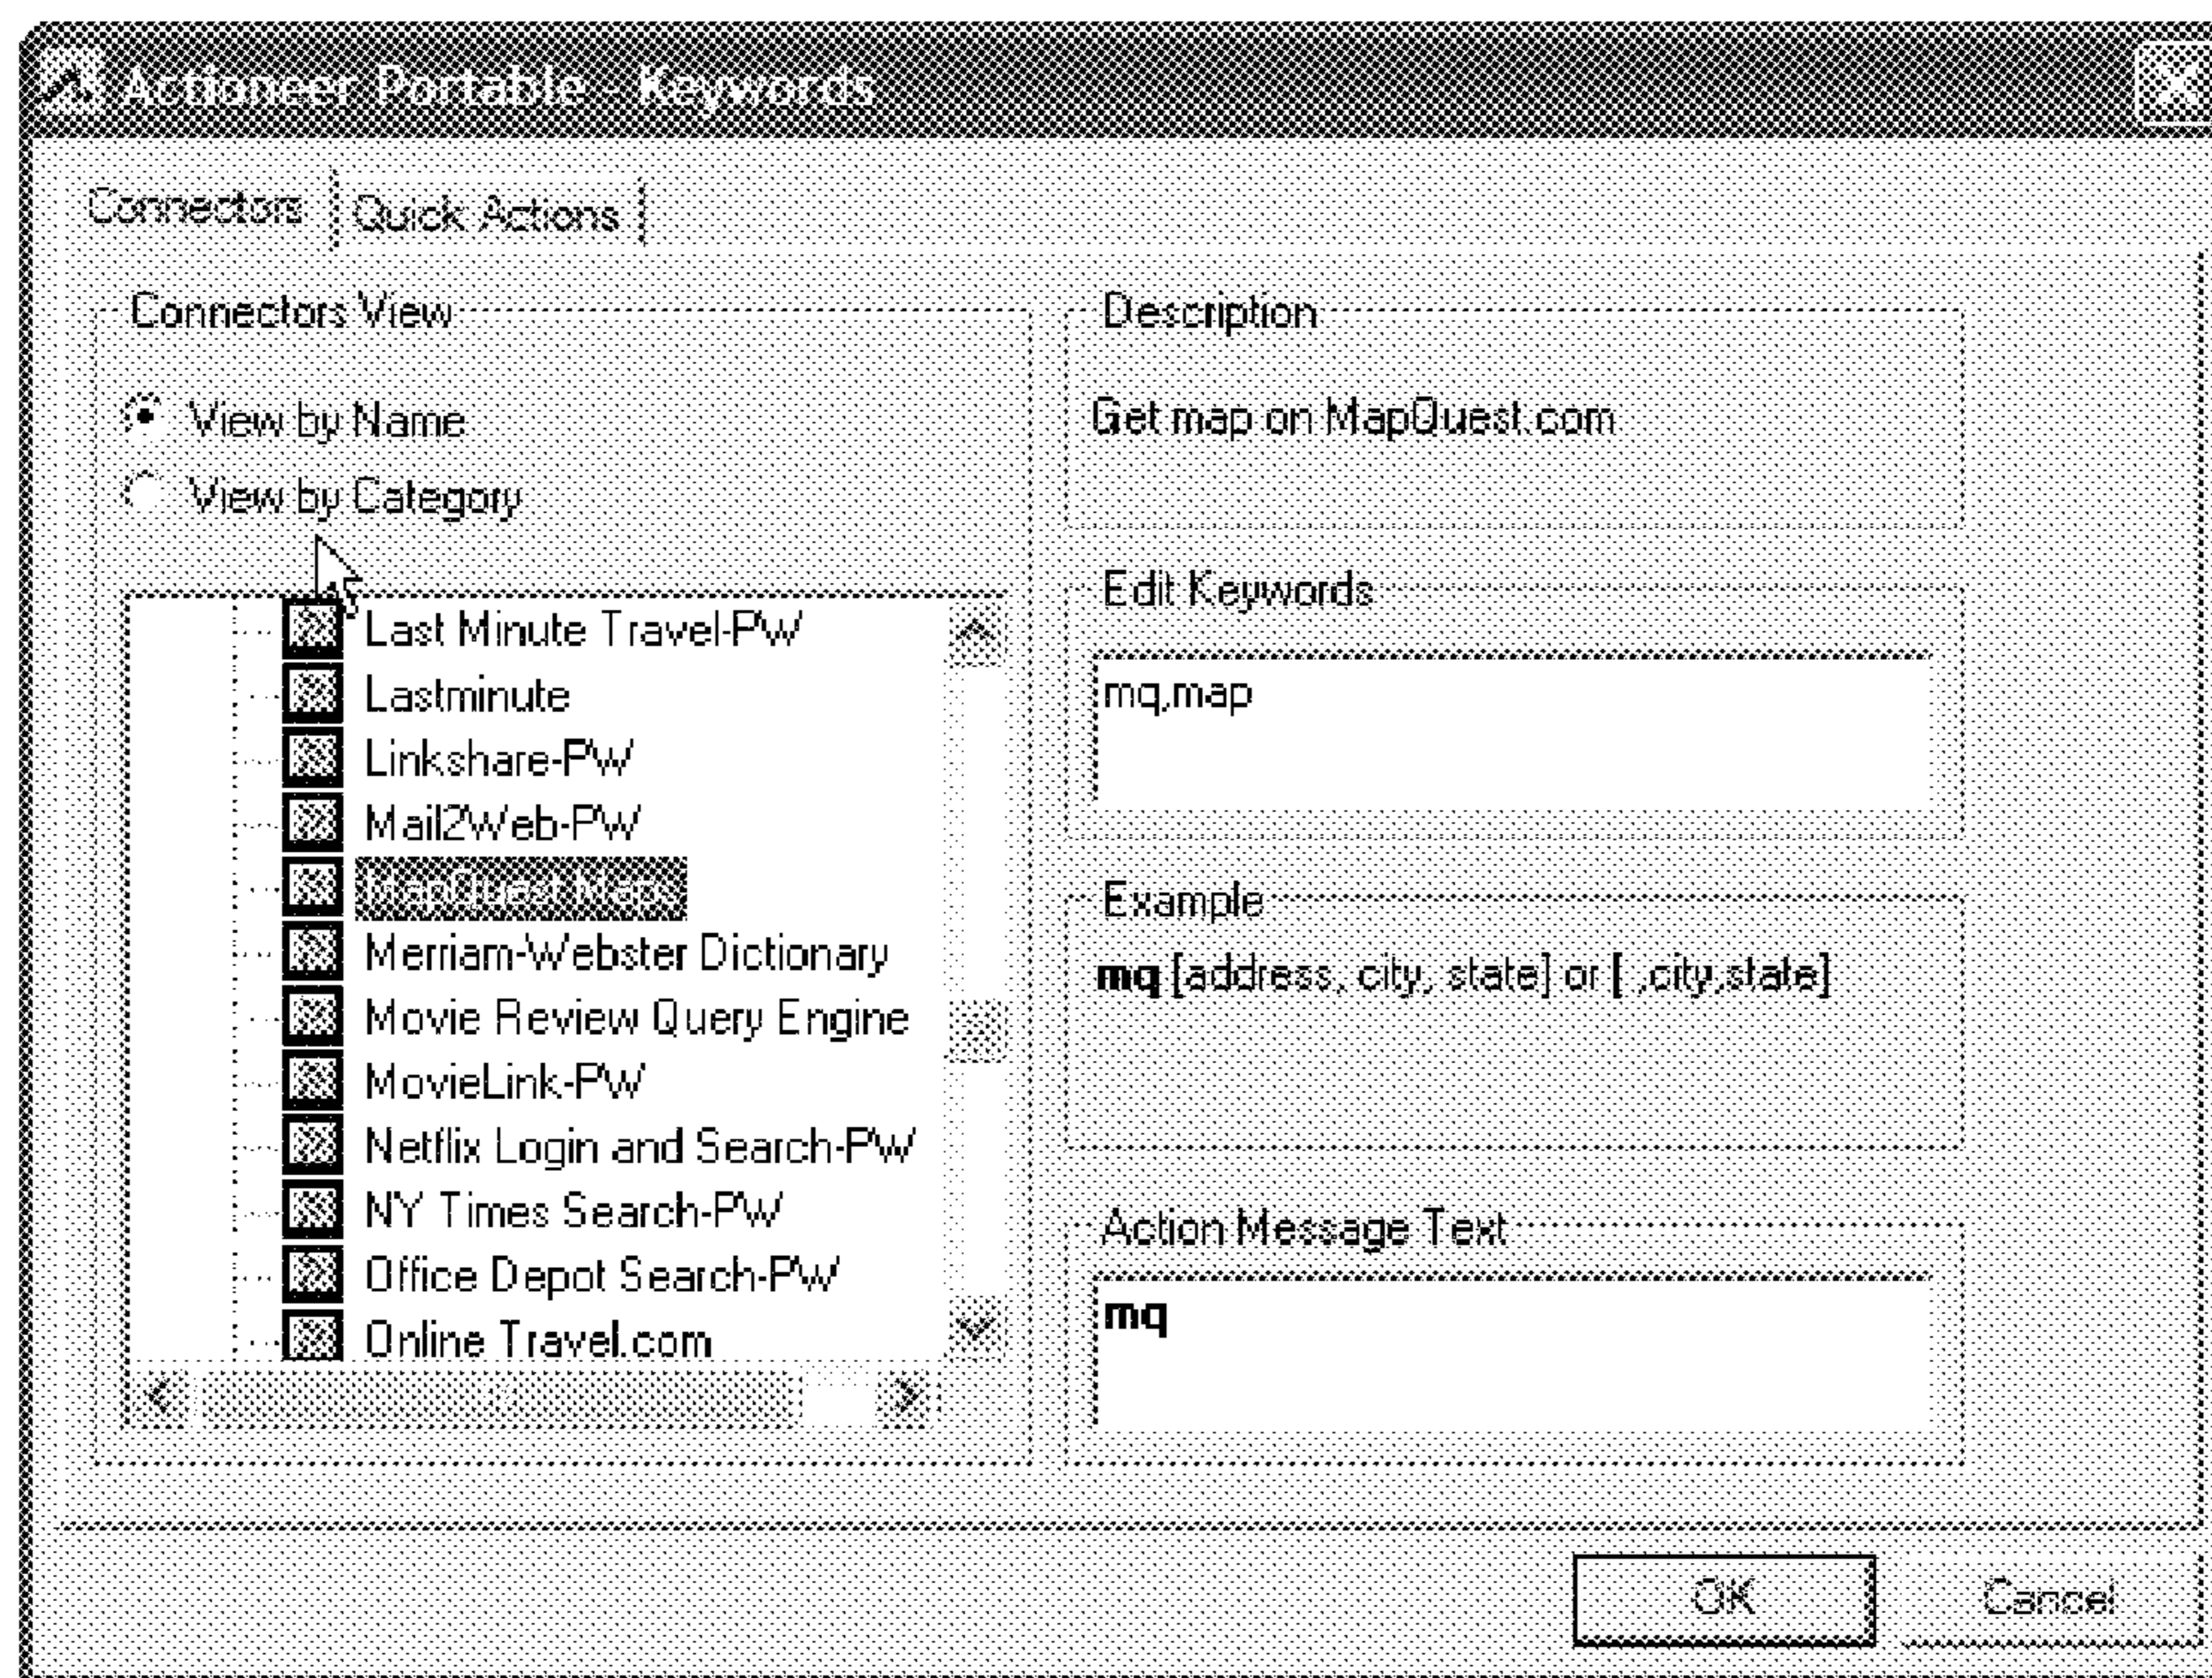 Actioneer Portable - Keywords
Connectors
Quick Actions
Connectors View
View by Name
View by Category
Last Minute Travel-PW
Lastminute
Linkshare-PW
Mail2Web-PW
MapQuest Maps
Merriam-Webster Dictionary
Movie Review Query Engine
MovieLink-PW
Netflix Login and Search-PW
NY Times Search-PW
Office Depot Search-PW
Online Travel.com
Description
Get map on MapQuest.com
Edit Keywords
mq,map
Example
mq [address, city, state] or [ ,city,state]
Action Message Text
mq
OK
Cancel